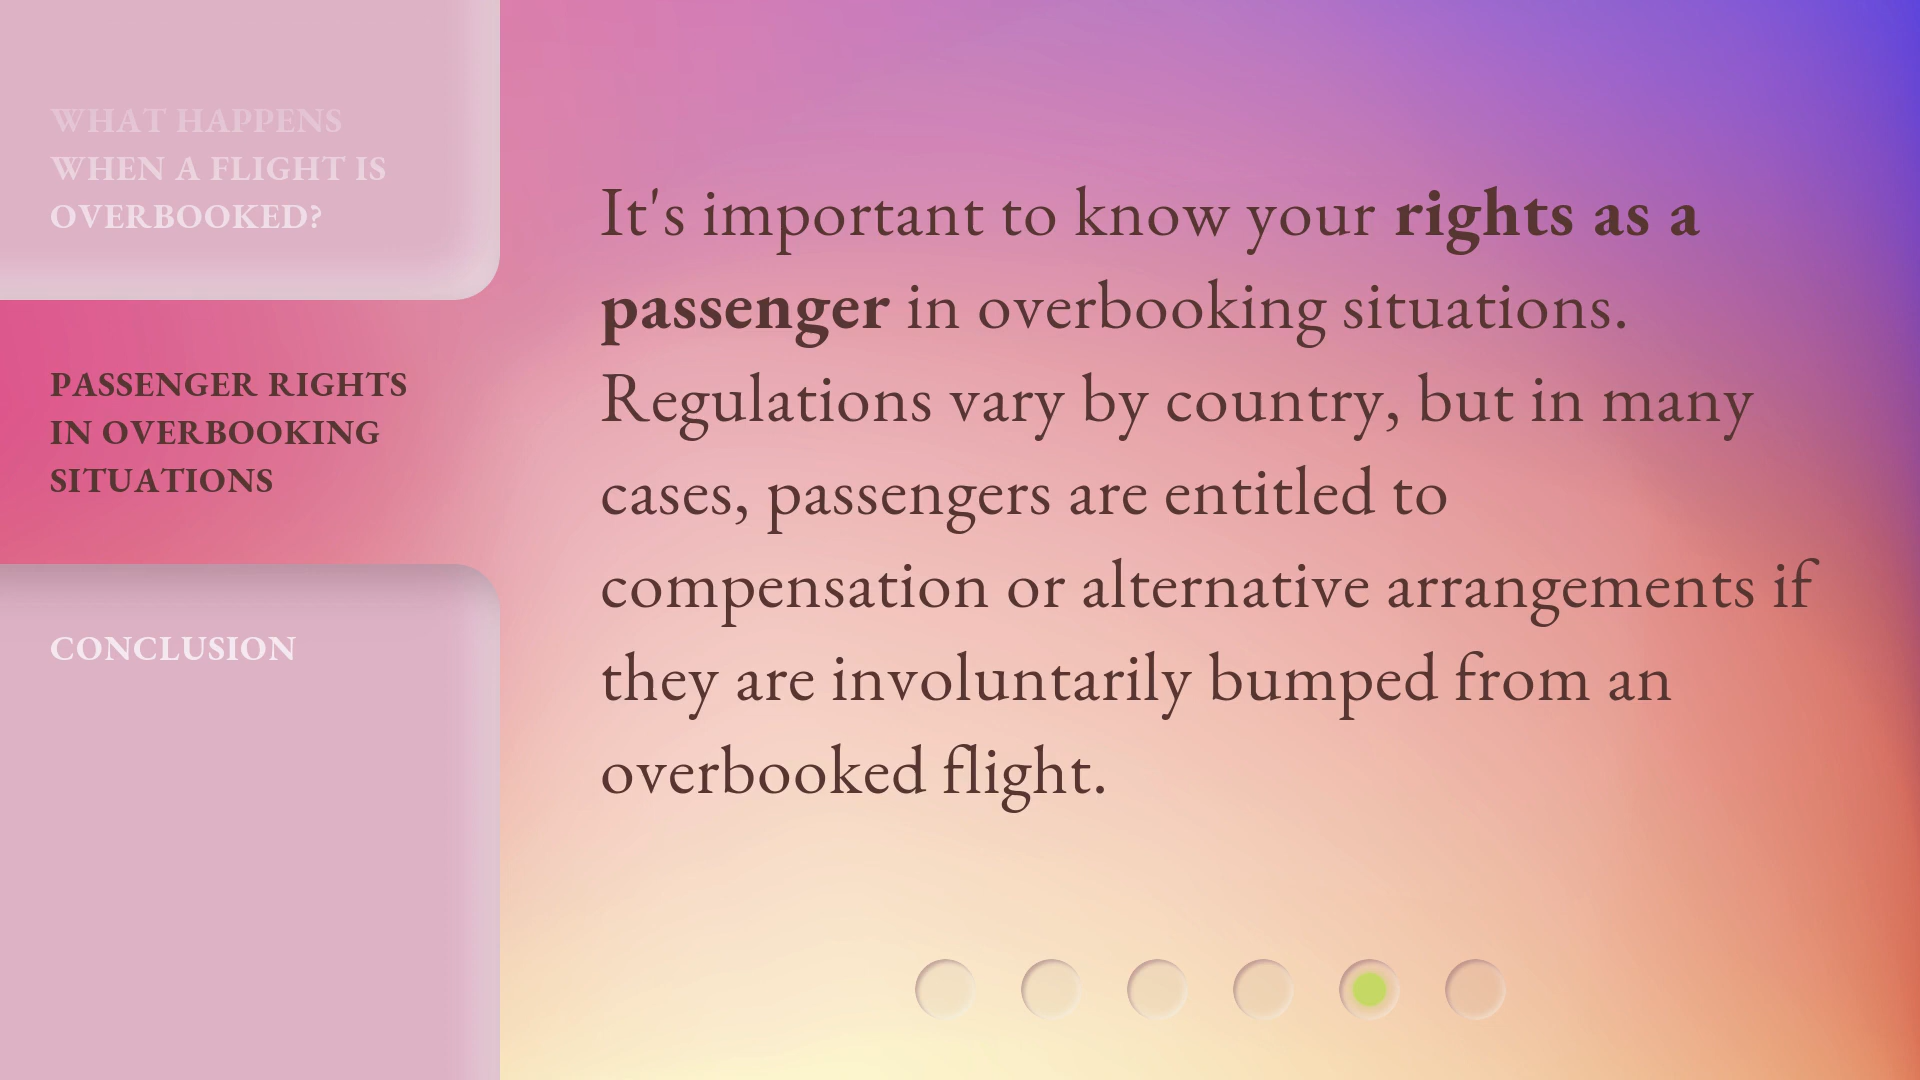 WHAT HAPPENS
WHEN A FLIGHT IS
OVERBOOKED?
PASSENGER RIGHTS
IN OVERBOOKING
SITUATIONS
CONCLUSION
It's important to know your rights as a
passenger in overbooking situations.
Regulations vary by country, but in many
cases, passengers are entitled to
compensation or alternative arrangements if
they are involuntarily bumped from an
overbooked flight.